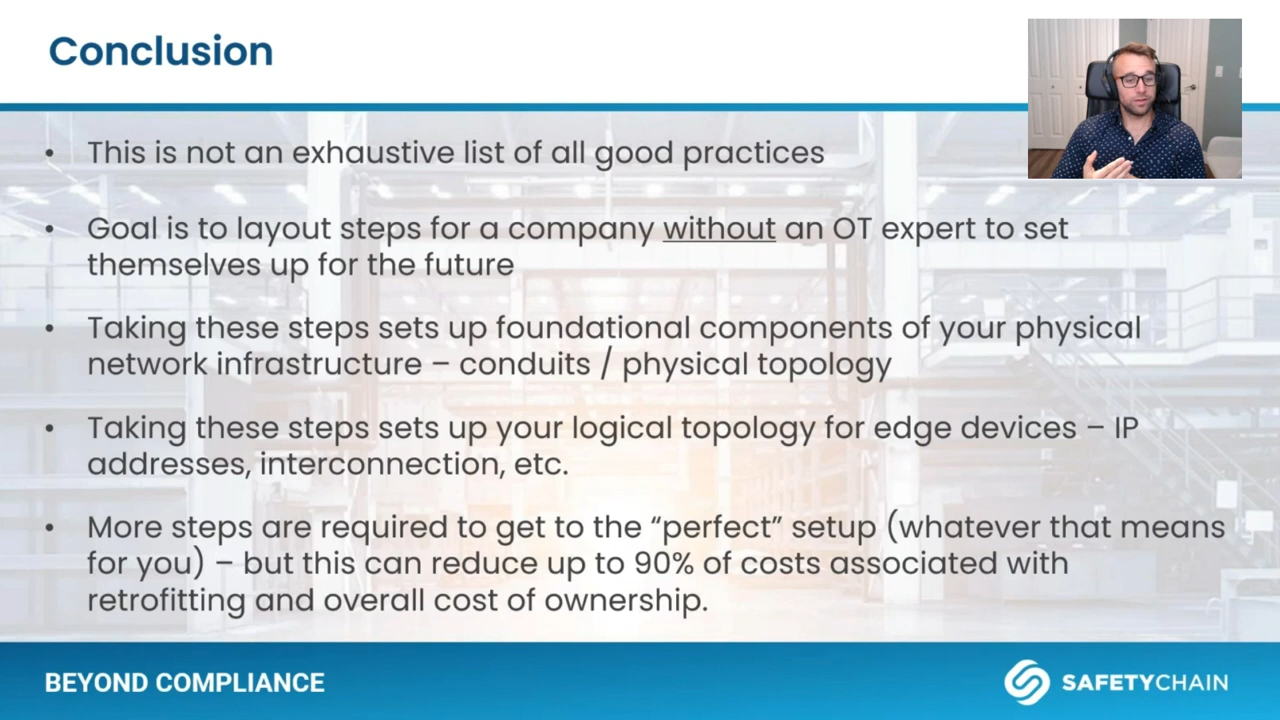 Conclusion
• This is not an exhaustive list of all good practices
• Goal is to layout steps for a company without an OT expert to set
themselves up for the future
• Taking these steps sets up foundational components of your physical
network infrastructure – conduits / physical topology
• Taking these steps sets up your logical topology for edge devices – IP
addresses, interconnection, etc.
• More steps are required to get to the “perfect” setup (whatever that means
for you) – but this can reduce up to 90% of costs associated with
retrofitting and overall cost of ownership.
BEYOND COMPLIANCE
SAFETYCHAIN